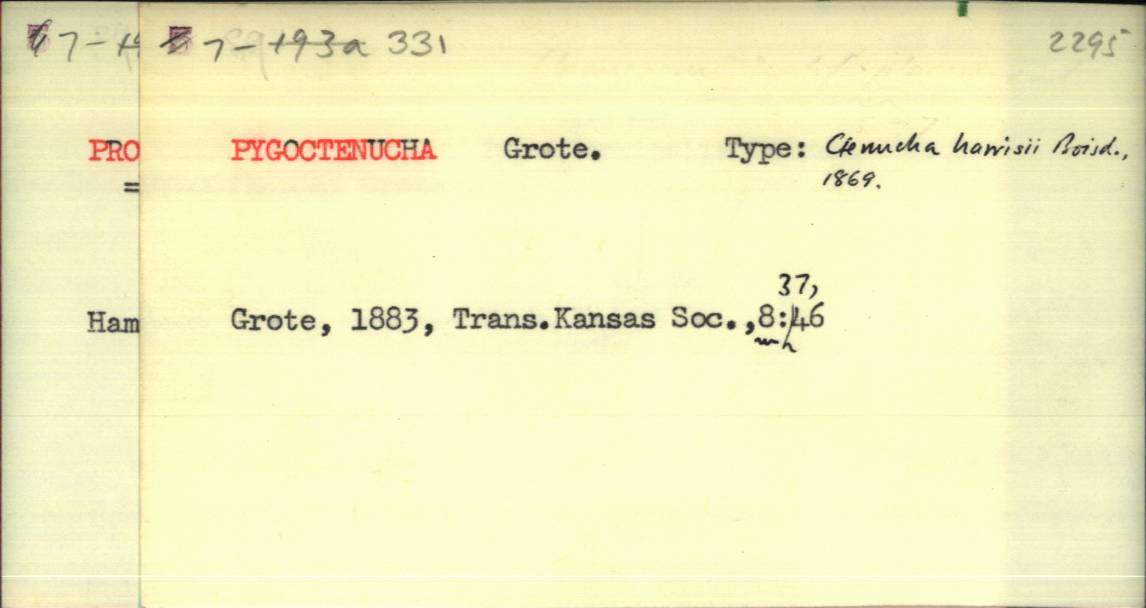 7 - 193a 331 2295
PYGOCTENUCHA Grote. Type: Ctenucha harrisii Boisd.,
1869.
37,
Grote, 1883, Trans.Kansas Soc.,8:46
PRO
=
Ham